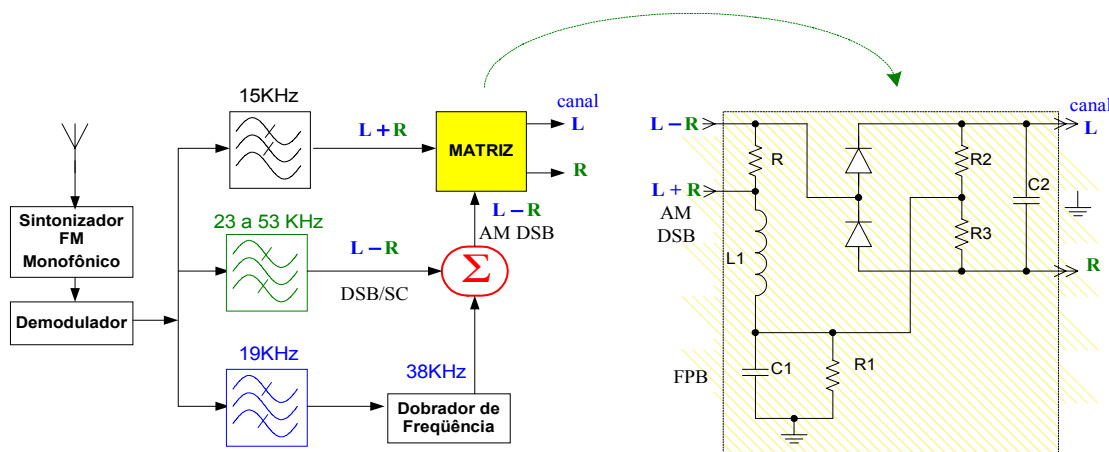 15KHz
L+R
MATRIZ
canal
L
R
Sintonizador
FM
Monofônico
Demodulador
23 a 53 KHz
L-R
DSB/SC
L-R
AM DSB
Σ
19KHz
38KHz
Dobrador de
Freqüência
L-R
R
L+R
AM
DSB
L1
FPB
C1
R1
R2
R3
C2
canal
L
R